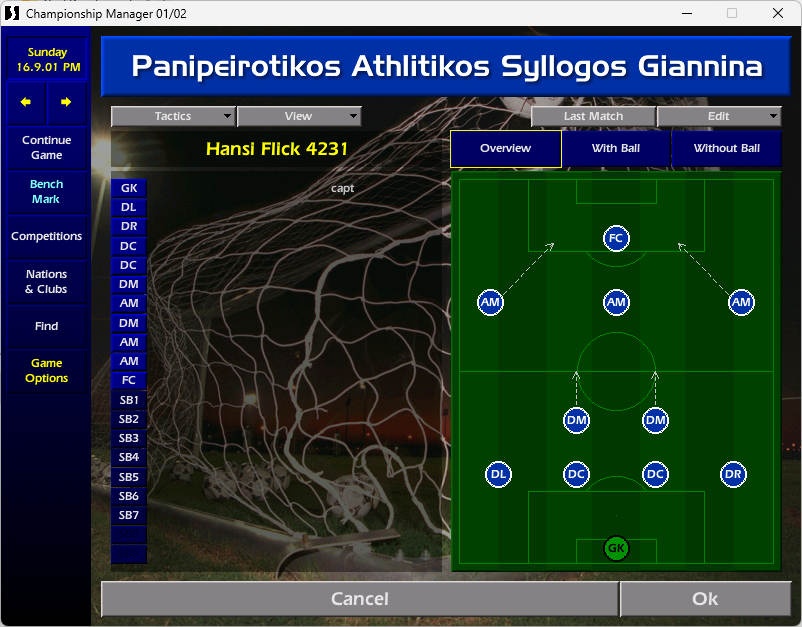 Championship Manager 01/02
Sunday
16.9.01 PM
Continue
Game
Bench
Mark
Competitions
Nations
& Clubs
Find
Game
Options
Panipeirotikos Athlitikos Syllogos Giannina
Tactics
View
Last Match
Edit
Hansi Flick 4231
Overview
With Ball
Without Ball
GK
capt
DL
DR
DC
DC
DM
AM
DM
AM
AM
FC
SB1
SB2
SB3
SB4
SB5
SB6
SB7
FC
AM
AM
AM
DM
DM
DL
DC
DC
DR
GK
Cancel
Ok